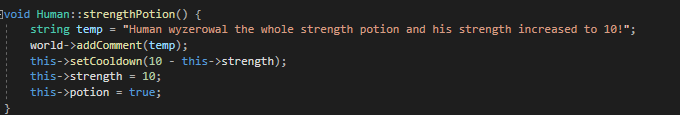 void Human::strengthPotion() {
string temp = "Human wyzerowal the whole strength potion and his strength increased to 10!";
world->addComment(temp);
this->setCooldown(10 - this->strength);
this->strength = 10;
this->potion = true;
}